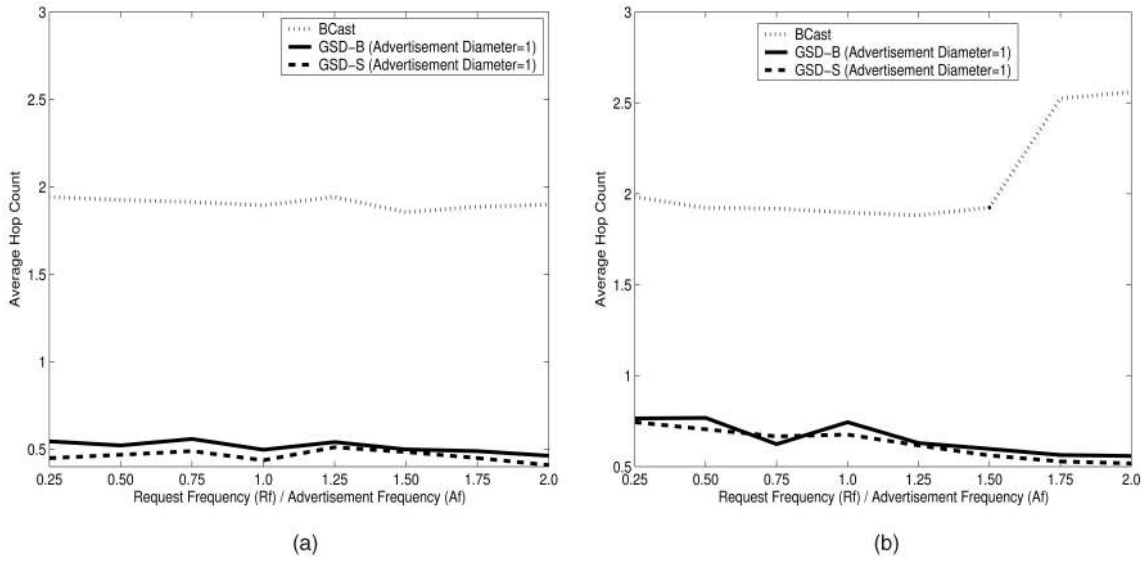 3
2.5
2
1.5
1
0.5
Average Hop Count
BCast
GSD-B (Advertisement Diameter=1)
GSD-S (Advertisement Diameter=1)
0.25 0.50 0.75 1.0 1.25 1.50 1.75 2.0
Request Frequency (Rf) / Advertisement Frequency (Af)
(a)
3
2.5
2
1.5
1
0.5
Average Hop Count
BCast
GSD-B (Advertisement Diameter=1)
GSD-S (Advertisement Diameter=1)
0.25 0.50 0.75 1.0 1.25 1.50 1.75 2.0
Request Frequency (Rf) / Advertisement Frequency (Af)
(b)